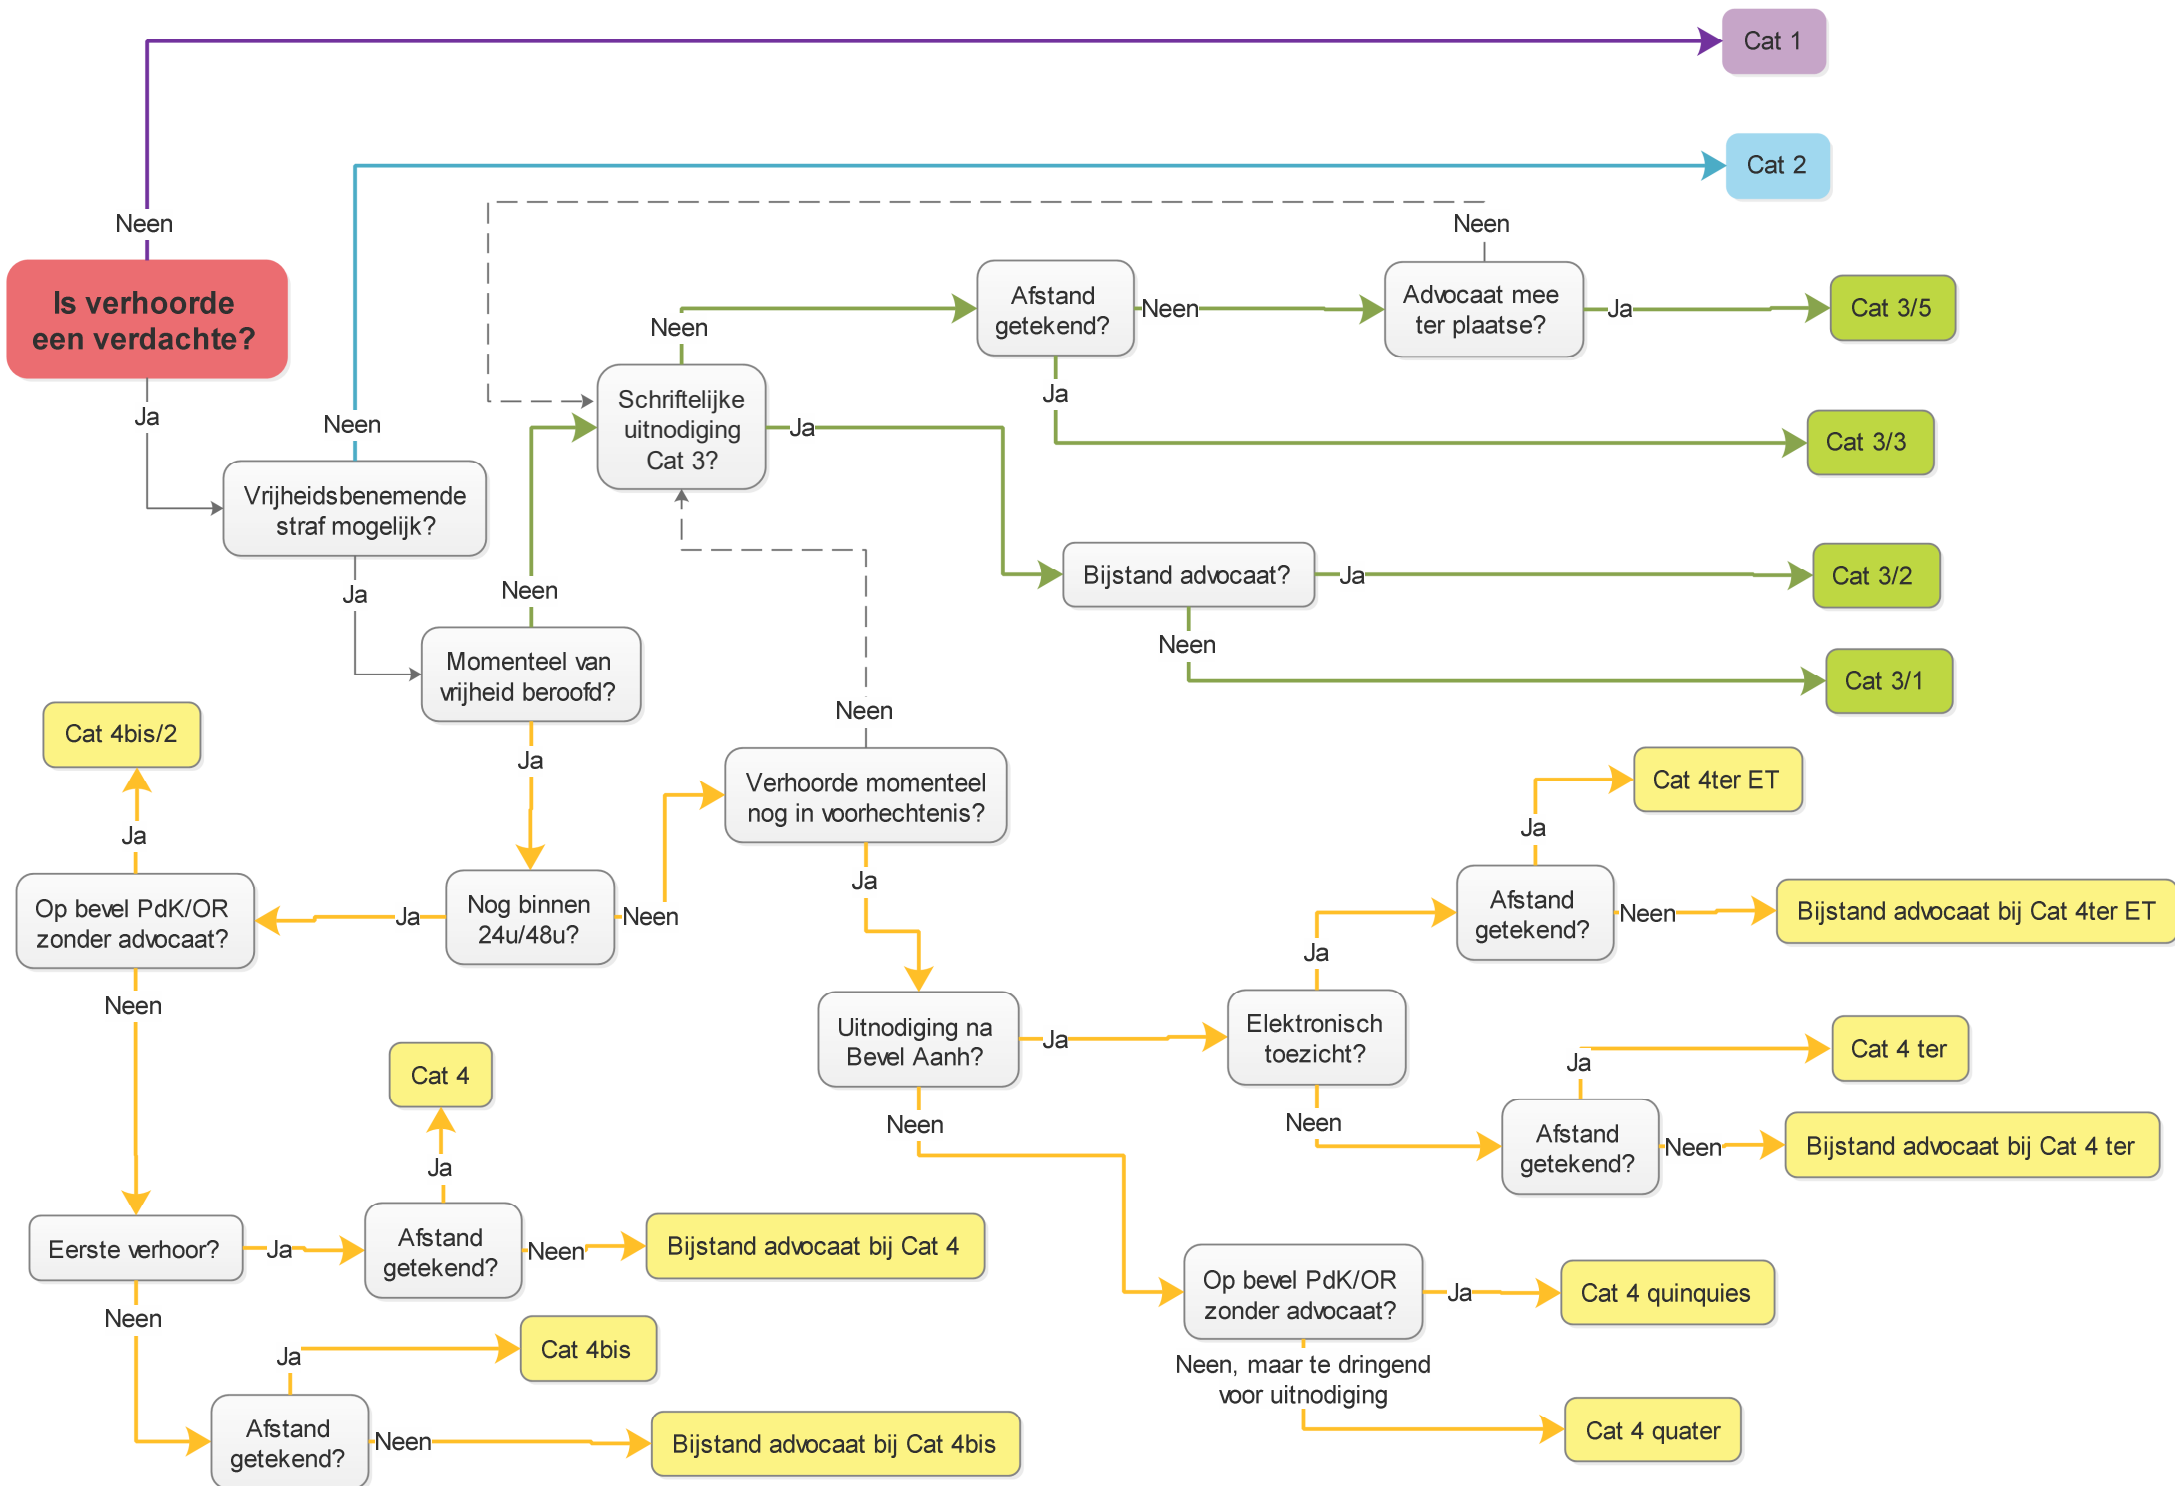 Cat 1
Cat 2
Neen
Neen
Is verhoorde
een verdachte?
Afstand
getekend?
Neen
Advocaat mee
ter plaatse?
Ja
Cat 3/5
Neen
Ja
Ja
Neen
Schriftelijke
uitnodiging
Cat 3?
Ja
Cat 3/3
Vrijheidsbenemende
straf mogelijk?
Ja
Neen
Bijstand advocaat?
Ja
Cat 3/2
Neen
Cat 3/1
Momenteel van
vrijheid beroofd?
Neen
Cat 4bis/2
Ja
Verhoorde momenteel
nog in voorhechtenis?
Cat 4ter ET
Ja
Ja
Ja
Op bevel PdK/OR
zonder advocaat?
Ja
Nog binnen
24u/48u?
Neen
Afstand
getekend?
Neen
Bijstand advocaat bij Cat 4ter ET
Ja
Neen
Uitnodiging na
Bevel Aanh?
Ja
Elektronisch
toezicht?
Ja
Cat 4 ter
Cat 4
Neen
Neen
Afstand
getekend?
Neen
Bijstand advocaat bij Cat 4 ter
Ja
Eerste verhoor?
Ja
Afstand
getekend?
Neen
Bijstand advocaat bij Cat 4
Op bevel PdK/OR
zonder advocaat?
Ja
Cat 4 quinquies
Neen
Ja
Cat 4bis
Neen, maar te dringend
voor uitnodiging
Afstand
getekend?
Neen
Bijstand advocaat bij Cat 4bis
Cat 4 quater